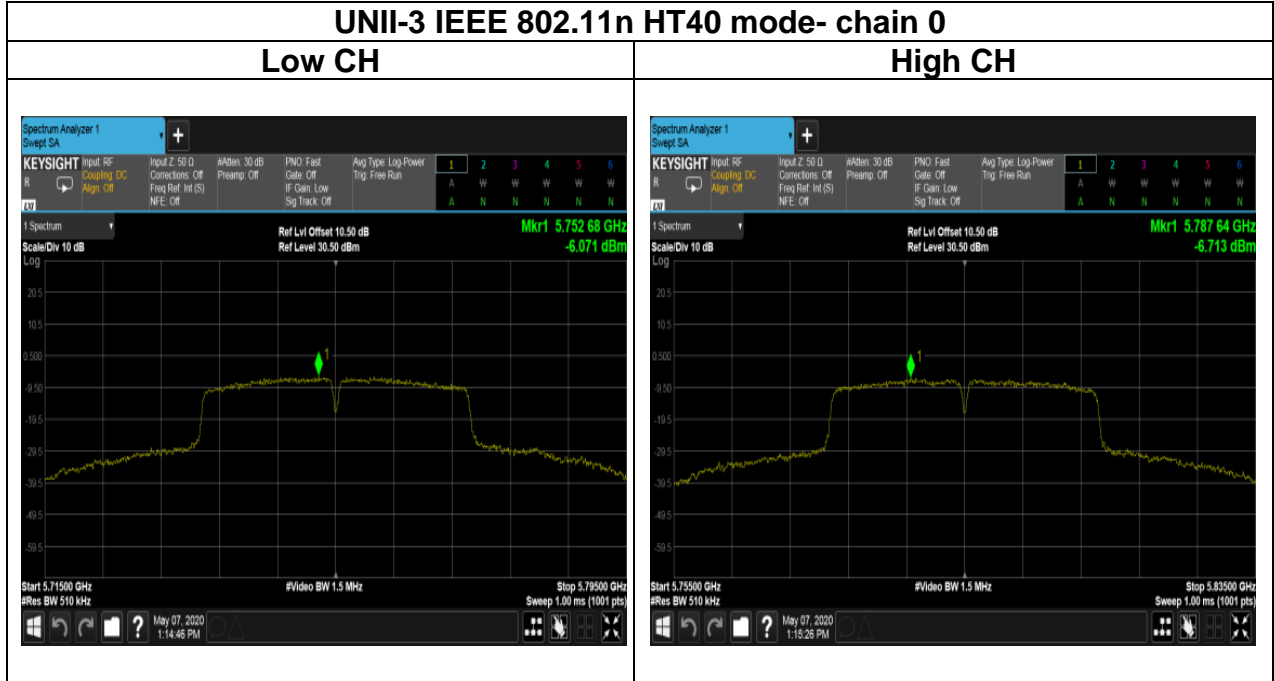 UNII-3 IEEE 802.11n HT40 mode- chain 0
Low CH
High CH
Spectrum Analyzer 1
Swept SA
+
KEYSIGHT Input: RF Input Z: 50 Ω #Atten: 30 dB PNO: Fast Avg Type: Log-Power 1 2 3 4 5 6
R Coupling: DC Corrections: Off Preamp: Off Gate: Off Trig: Free Run A W W W W W
Align: Off Freq Ref: Int (S) IF Gain: Low
LXI NFE: Off Sig Track: Off A N N N N N
1 Spectrum Ref Lvl Offset 10.50 dB Mkr1 5.752 68 GHz
Scale/Div 10 dB Ref Level 30.50 dBm -6.071 dBm
Log
20.5
10.5
0.500 1
-9.50
-19.5
-29.5
-39.5
-49.5
-59.5
Start 5.71500 GHz #Video BW 1.5 MHz Stop 5.79500 GHz
#Res BW 510 kHz Sweep 1.00 ms (1001 pts)
? May 07, 2020
1:14:46 PM
Spectrum Analyzer 1
Swept SA
+
KEYSIGHT Input: RF Input Z: 50 Ω #Atten: 30 dB PNO: Fast Avg Type: Log-Power 1 2 3 4 5 6
R Coupling: DC Corrections: Off Preamp: Off Gate: Off Trig: Free Run A W W W W W
Align: Off Freq Ref: Int (S) IF Gain: Low
LXI NFE: Off Sig Track: Off A N N N N N
1 Spectrum Ref Lvl Offset 10.50 dB Mkr1 5.787 64 GHz
Scale/Div 10 dB Ref Level 30.50 dBm -6.713 dBm
Log
20.5
10.5
0.500 1
-9.50
-19.5
-29.5
-39.5
-49.5
-59.5
Start 5.75500 GHz #Video BW 1.5 MHz Stop 5.83500 GHz
#Res BW 510 kHz Sweep 1.00 ms (1001 pts)
? May 07, 2020
1:15:26 PM